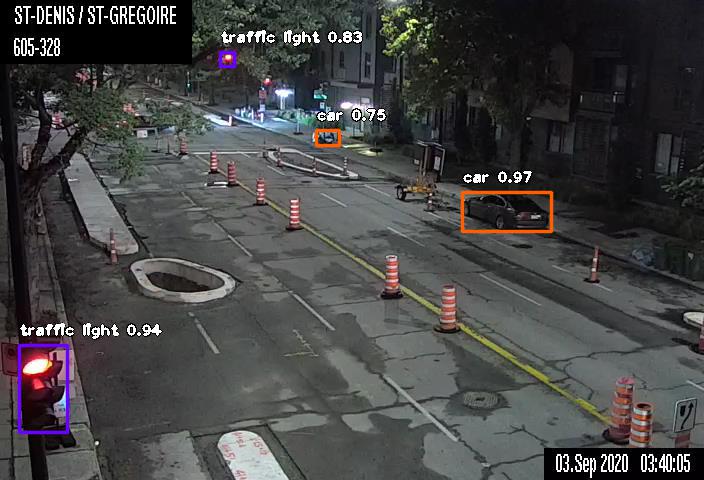 ST-DENIS / ST-GREGOIRE
605-328
traffic light 0.83
car 0.75
car 0.97
traffic light 0.94
03.Sep 2020 03:40:05